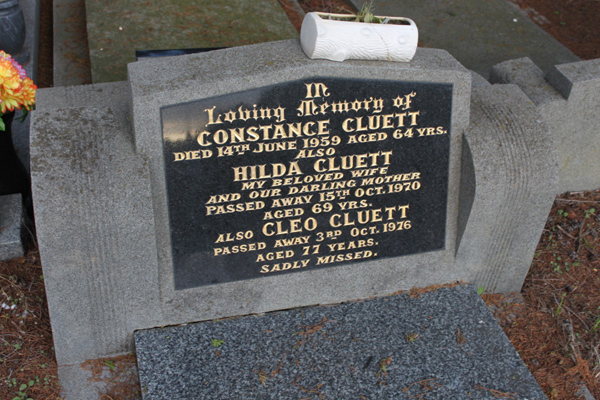 In
Loving Memory of
CONSTANCE CLUETT
DIED 14TH JUNE 1959 AGED 64 YRS.
ALSO
HILDA CLUETT
MY BELOVED WIFE
AND OUR DARLING MOTHER
PASSED AWAY 15TH OCT. 1970
AGED 69 YRS.
ALSO CLEO CLUETT
PASSED AWAY 3RD OCT. 1976
AGED 77 YEARS.
SADLY MISSED.